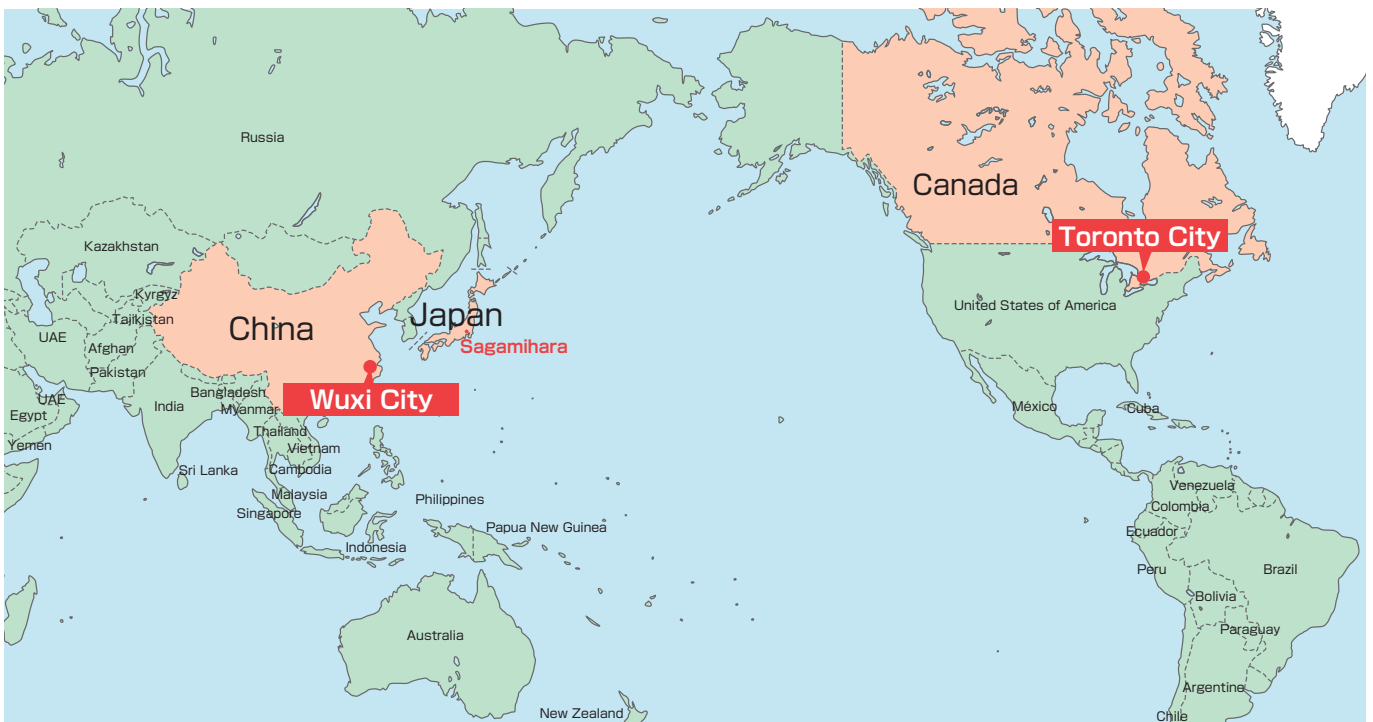 Russia
Canada
Toronto City
Kazakhstan
United States of America
Kyrgyz
Tajikistan
China
Japan
UAE
Sagamihara
Afghan
Pakistan
Wuxi City
UAE
Bangladesh
India
Myanmar
México
Cuba
Egypt
Thailand
Yemen
Vietnam
Sri Lanka
Cambodia
Malaysia
Philippines
Venezuela
Singapore
Colombia
Papua New Guinea
Ecuador
Indonesia
Peru
Brazil
Bolivia
Australia
Paraguay
Argentine
New Zealand
Chile